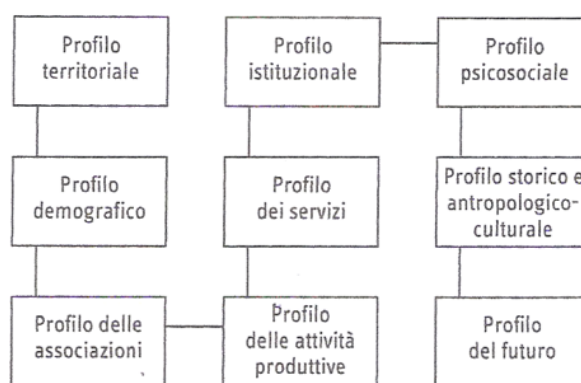 Profilo
territoriale
Profilo
istituzionale
Profilo
psicosociale
Profilo
demografico
Profilo
dei servizi
Profilo storico e
antropologico-
culturale
Profilo delle
associazioni
Profilo
delle attività
produttive
Profilo
del futuro